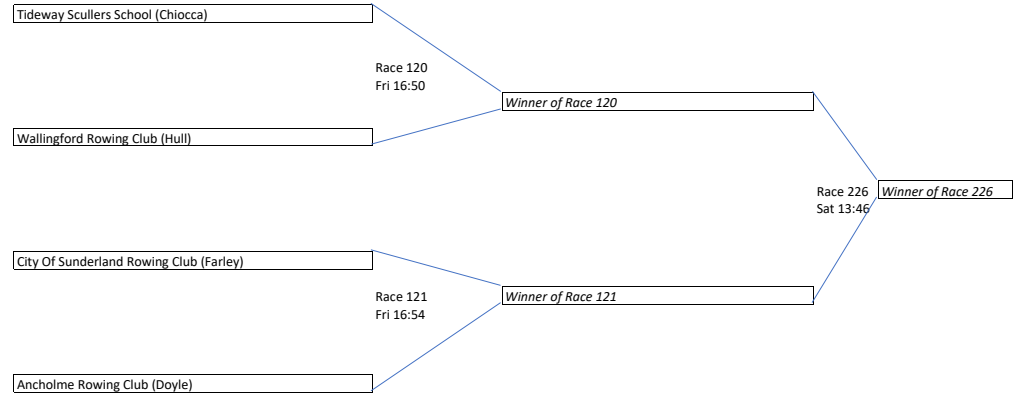 Tideway Scullers School (Chiocca)
Race 120
Fri 16:50
Winner of Race 120
Wallingford Rowing Club (Hull)
Race 226
Sat 13:46
Winner of Race 226
City Of Sunderland Rowing Club (Farley)
Race 121
Fri 16:54
Winner of Race 121
Ancholme Rowing Club (Doyle)